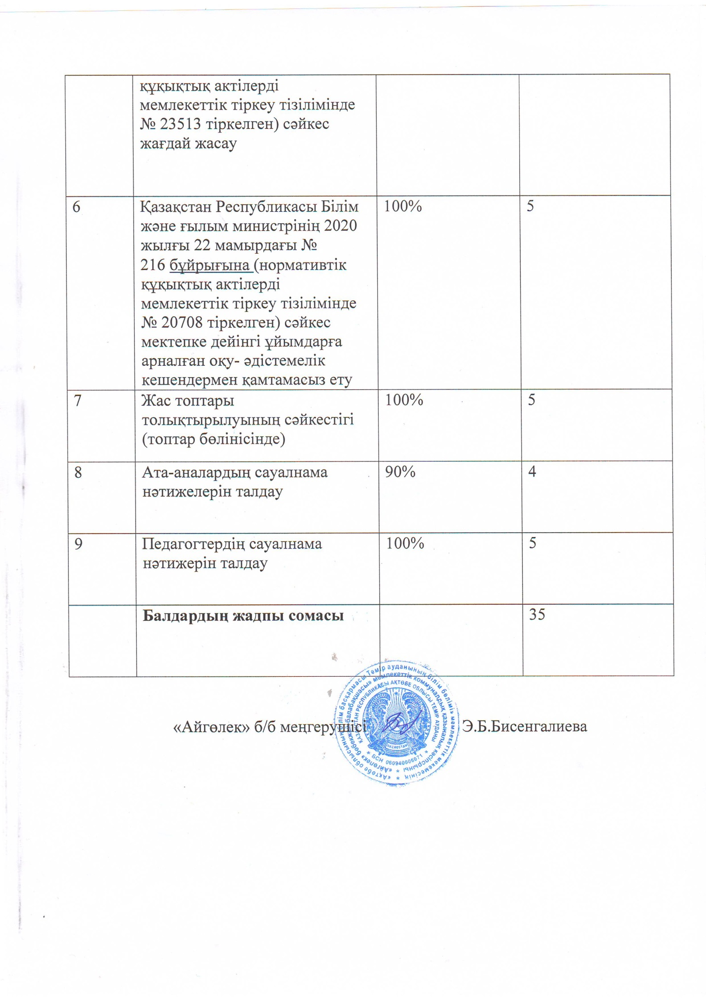 құқықтық актілерді
мемлекеттік тіркеу тізілімінде
№ 23513 тіркелген) сәйкес
жағдай жасау
6
Қазақстан Республикасы Білім
және ғылым министрінің 2020
жылғы 22 мамырдағы №
216 бұйрығына (нормативтік
құқықтық актілерді
мемлекеттік тіркеу тізілімінде
№ 20708 тіркелген) сәйкес
мектепке дейінгі ұйымдарға
арналған оқу- әдістемелік
кешендермен қамтамасыз ету
100%
5
7
Жас топтары
толықтырылуының сәйкестігі
(топтар бөлінісінде)
100%
5
8
Ата-аналардың сауалнама
нәтижелерін талдау
90%
4
9
Педагогтердің сауалнама
нәтижерін талдау
100%
5
Балдардың жадпы сомасы
35
«Айгөлек» б/б меңгерушісі Э.Б.Бисенгалиева
«Ақтөбе облысының білім басқармасы Темір ауданының білім бөлімі» мемлекеттік мекемесінің
«Айгөлек» бөбекжай-балабақшасы» мемлекеттік коммуналдық қазыналық кәсіпорны
ҚАЗАҚСТАН РЕСПУБЛИКАСЫ АҚТӨБЕ ОБЛЫСЫ ТЕМІР АУДАНЫ
QAZAQSTAN
БСН 060940006071